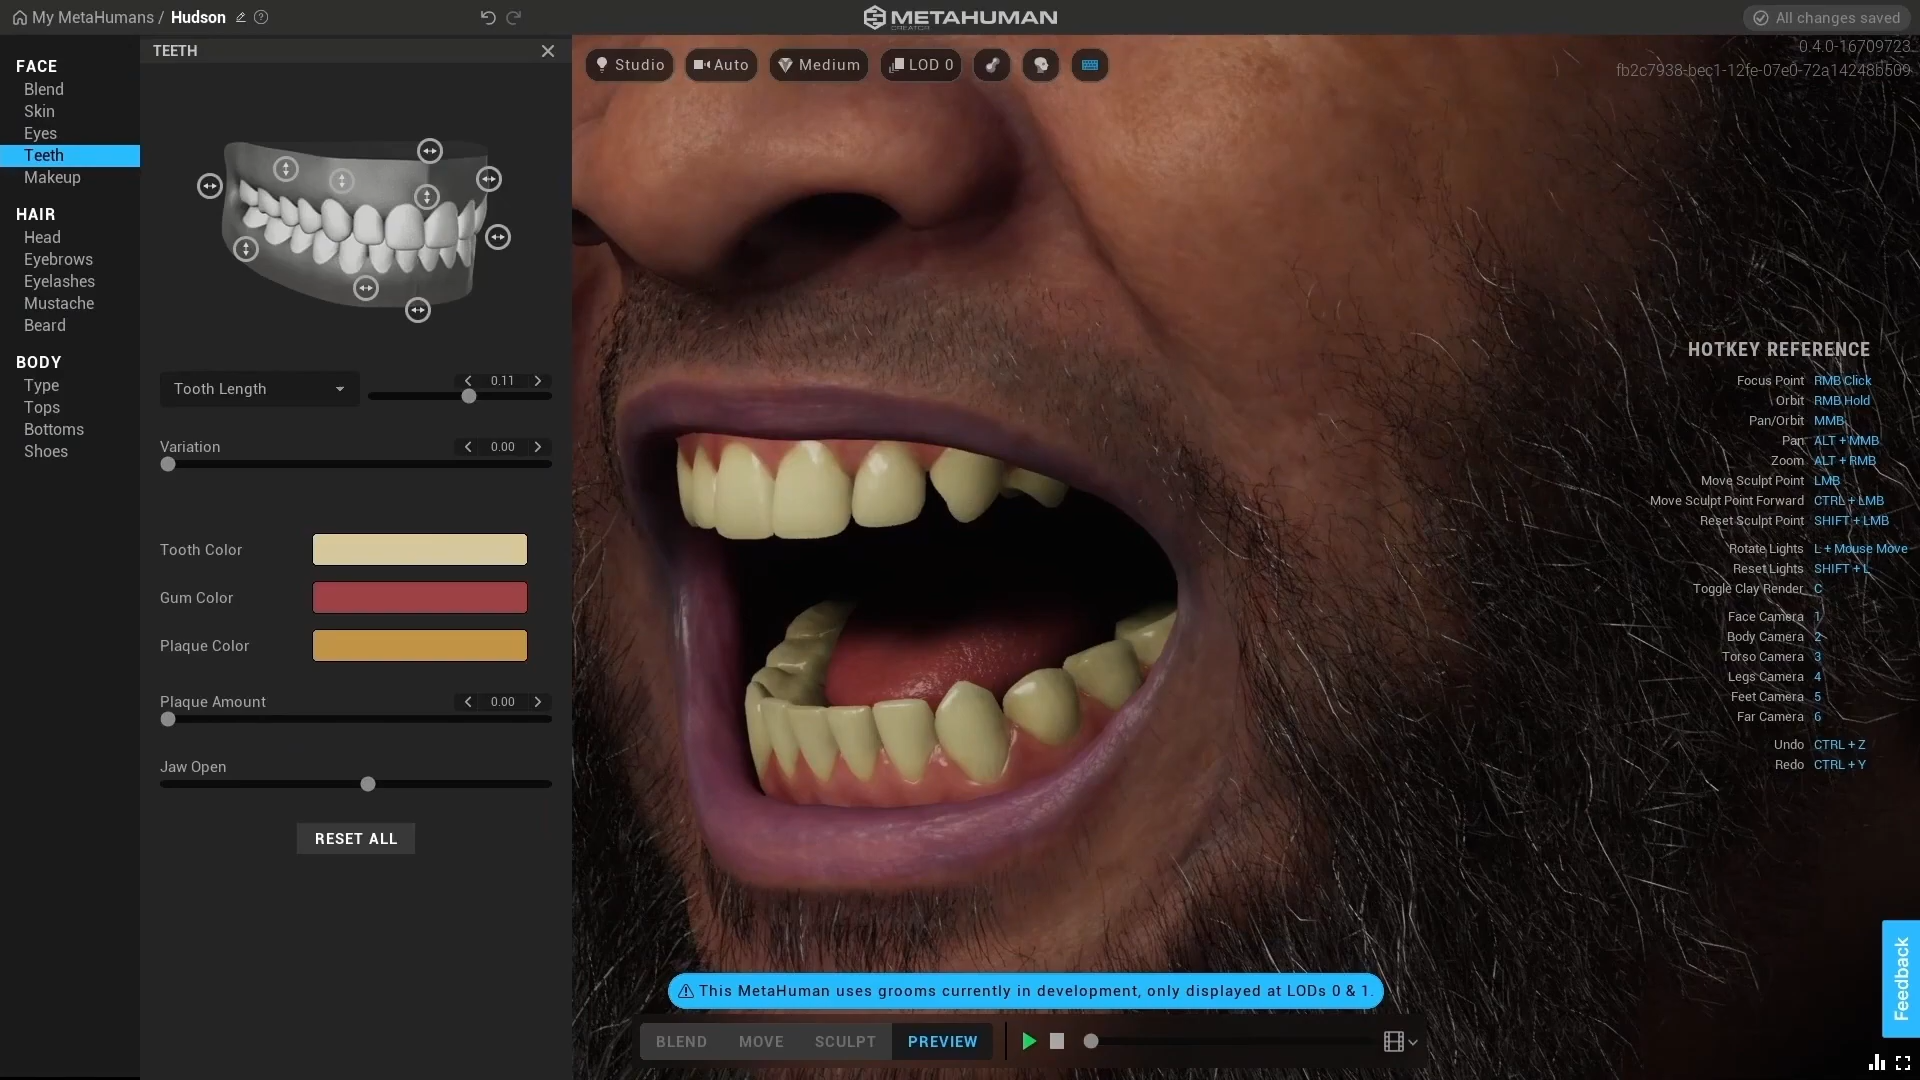 My MetaHumans / Hudson
METAHUMAN
CREATOR
All changes saved
0.4.0-16709723
fb2c7938-bec1-12fe-07e0-72a14248b509
FACE
Blend
Skin
Eyes
Teeth
Makeup
HAIR
Head
Eyebrows
Eyelashes
Mustache
Beard
BODY
Type
Tops
Bottoms
Shoes
TEETH
Tooth Length
0.11
Variation
0.00
Tooth Color
Gum Color
Plaque Color
Plaque Amount
0.00
Jaw Open
RESET ALL
Studio
Auto
Medium
LOD 0
HOTKEY REFERENCE
Focus Point RMB Click
Orbit RMB Hold
Pan/Orbit MMB
Pan ALT + MMB
Zoom ALT + RMB
Move Sculpt Point LMB
Move Sculpt Point Forward CTRL + LMB
Reset Sculpt Point SHIFT + LMB
Rotate Lights L + Mouse Move
Reset Lights SHIFT + L
Toggle Clay Render C
Face Camera 1
Body Camera 2
Torso Camera 3
Legs Camera 4
Feet Camera 5
Far Camera 6
Undo CTRL + Z
Redo CTRL + Y
This MetaHuman uses grooms currently in development, only displayed at LODs 0 & 1.
BLEND
MOVE
SCULPT
PREVIEW
Feedback